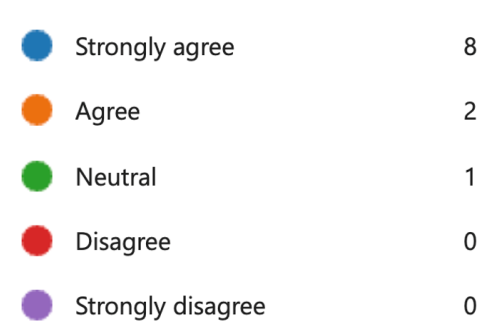 Strongly agree 8
Agree 2
Neutral 1
Disagree 0
Strongly disagree 0